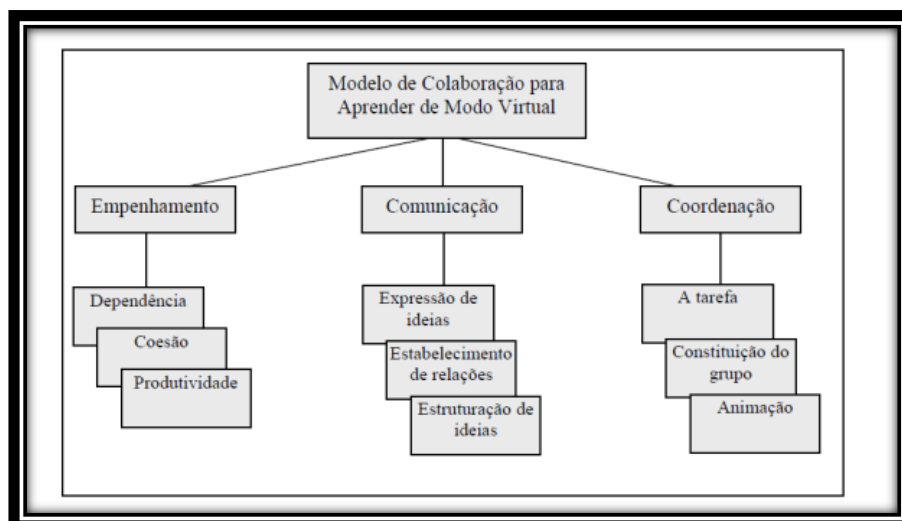 Modelo de Colaboração para
Aprender de Modo Virtual
Empenhamento
Comunicação
Coordenação
Dependência
Coesão
Produtividade
Expressão de
ideias
Estabelecimento
de relações
Estruturação de
ideias
A tarefa
Constituição do
grupo
Animação